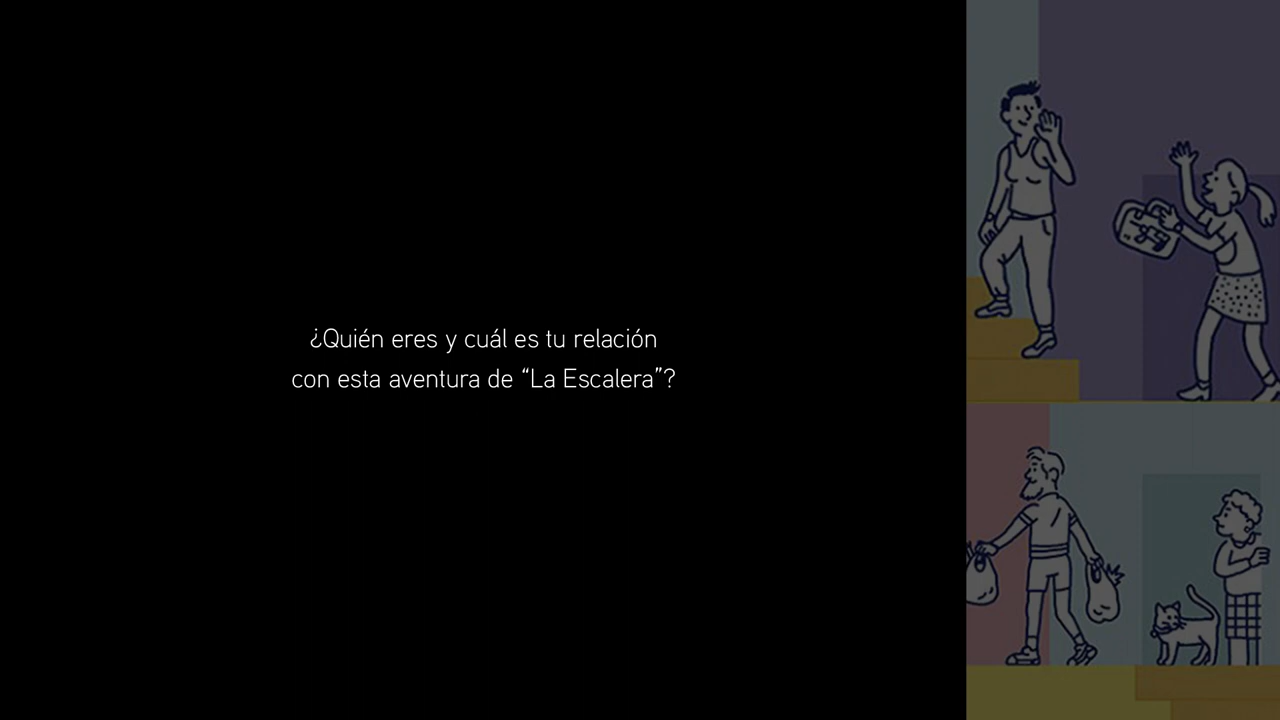 ¿Quién eres y cuál es tu relación
con esta aventura de “La Escalera”?